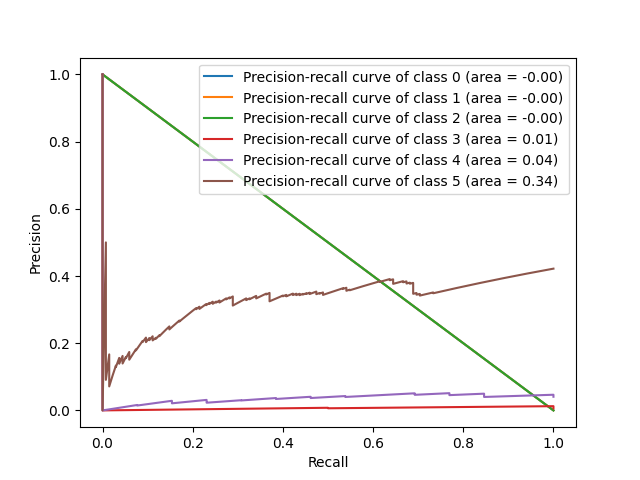 Precision-recall curve of class 0 (area = -0.00)
Precision-recall curve of class 1 (area = -0.00)
Precision-recall curve of class 2 (area = -0.00)
Precision-recall curve of class 3 (area = 0.01)
Precision-recall curve of class 4 (area = 0.04)
Precision-recall curve of class 5 (area = 0.34)
1.0
0.8
0.6
0.4
0.2
0.0
Precision
0.0 0.2 0.4 0.6 0.8 1.0
Recall